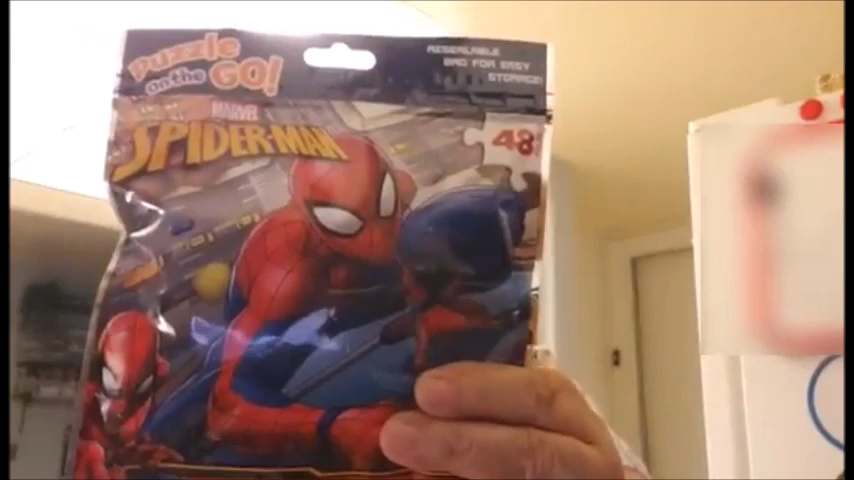 Puzzle
on the GO!
RESEALABLE
BAG FOR EASY
STORAGE!
MARVEL
SPIDER-MAN
48